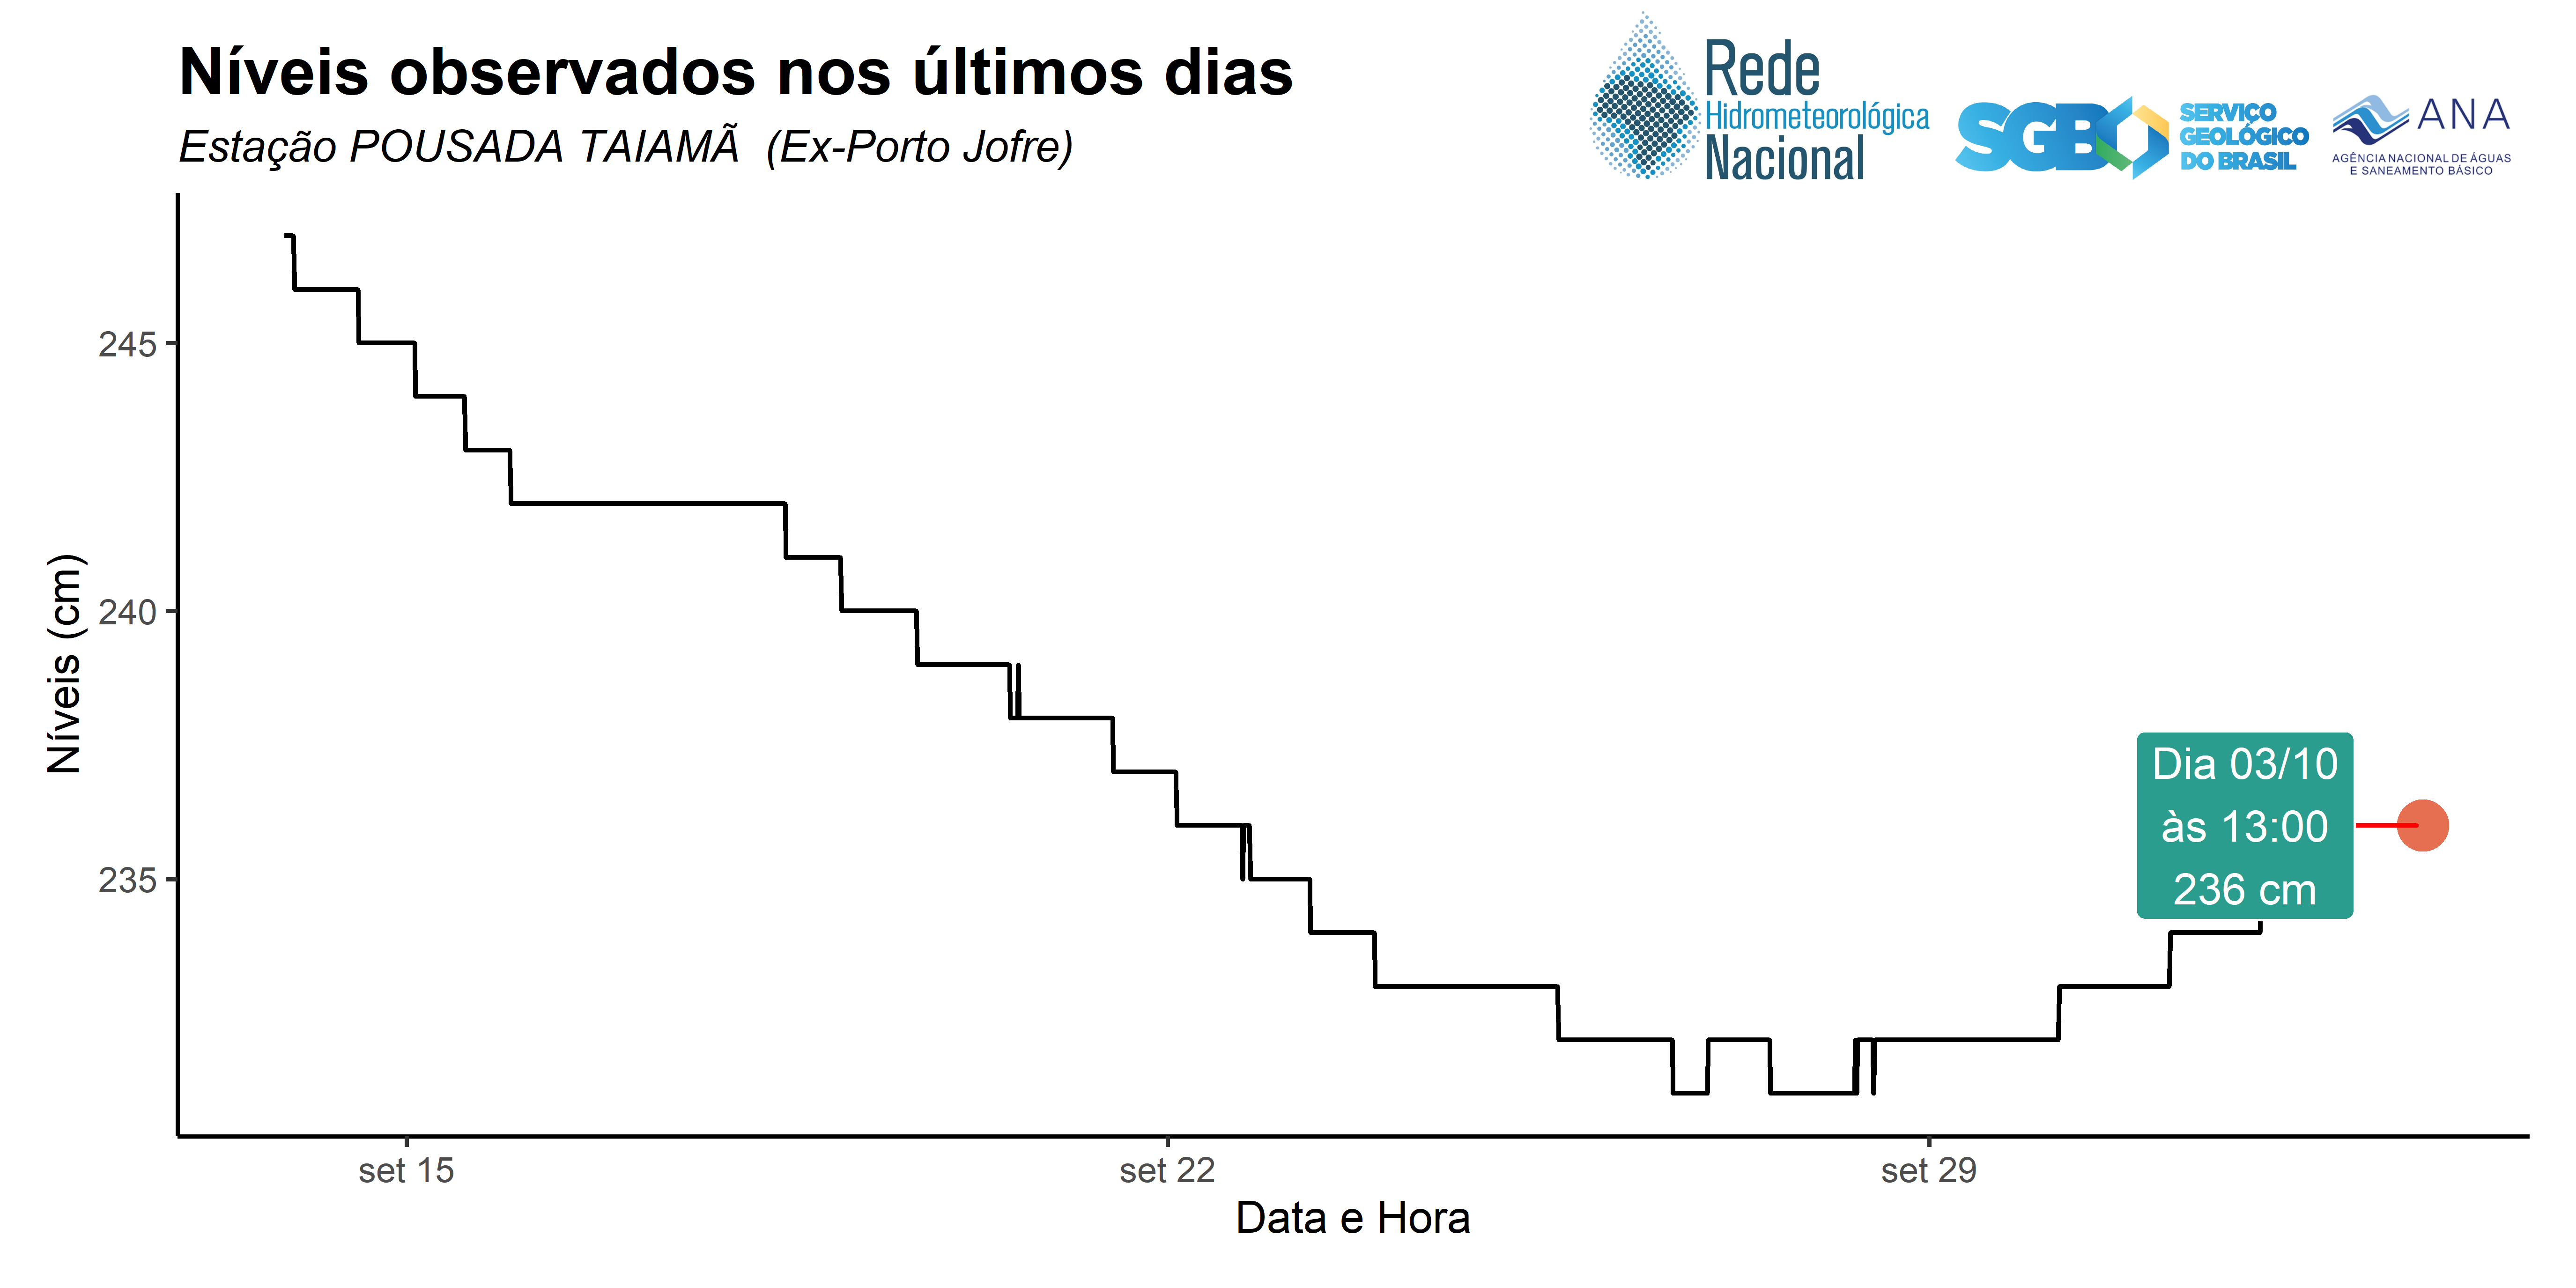 Níveis observados nos últimos dias
Estação POUSADA TAIAMÃ  (Ex-Porto Jofre)
Rede
Hidrometeorológica
Nacional
SGB
SERVIÇO
GEOLÓGICO
DO BRASIL
ANA
AGÊNCIA NACIONAL DE ÁGUAS
E SANEAMENTO BÁSICO
Níveis (cm)
245
240
235
Dia 03/10
às 13:00
236 cm
set 15
set 22
set 29
Data e Hora